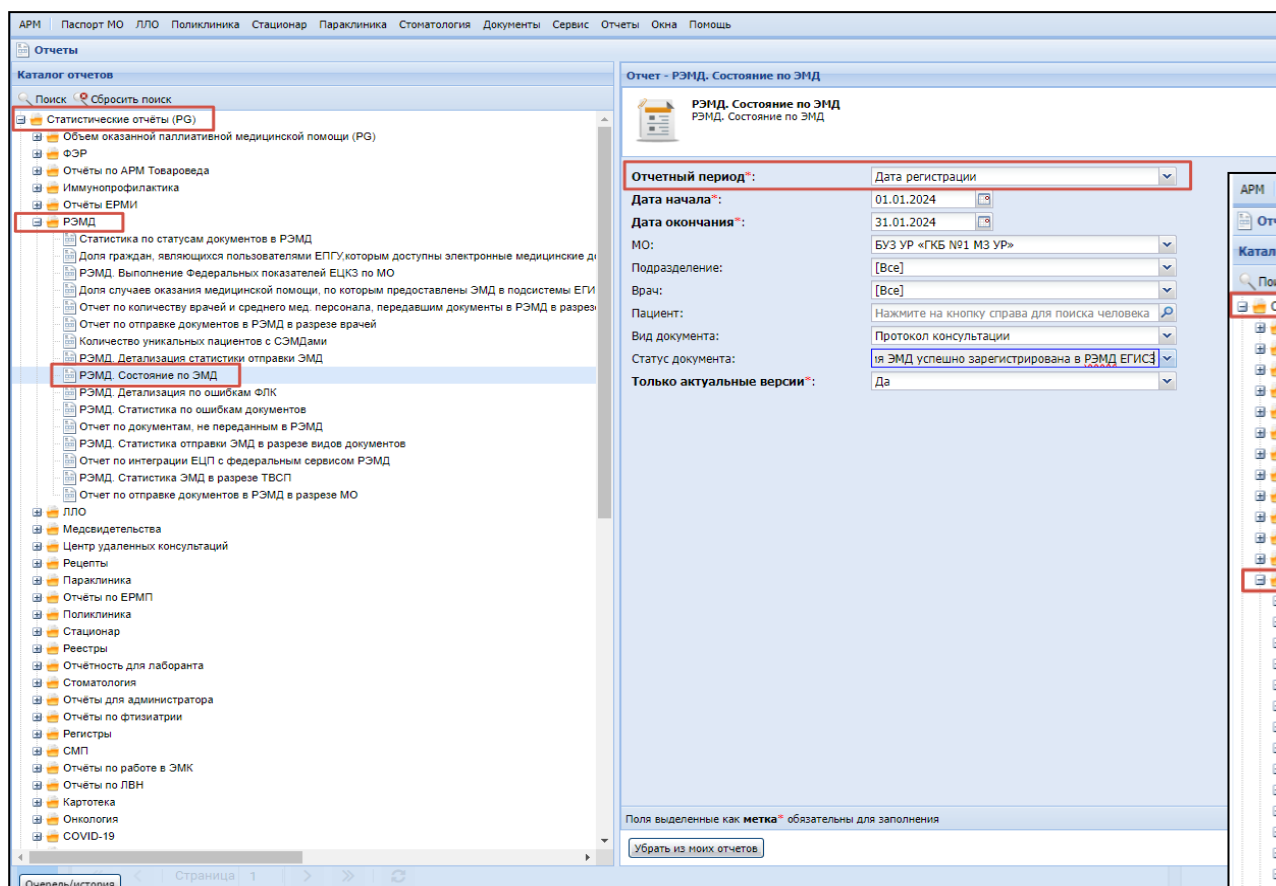 АРМ Паспорт МО ЛЛО Поликлиника Стационар Параклиника Стоматология Документы Сервис Отчеты Окна Помощь
Отчеты
Каталог отчетов
Поиск Сбросить поиск
Статистические отчёты (PG)
Объем оказанной паллиативной медицинской помощи (PG)
ФЭР
Отчёты по АРМ Товароведа
Иммунопрофилактика
Отчёты ЕРМИ
РЭМД
Статистика по статусам документов в РЭМД
Доля граждан, являющихся пользователями ЕПГУ,которым доступны электронные медицинские д
РЭМД. Выполнение Федеральных показателей ЕЦКЗ по МО
Доля случаев оказания медицинской помощи, по которым предоставлены ЭМД в подсистемы ЕГИ
Отчет по количеству врачей и среднего мед. персонала, передавшим документы в РЭМД в разрез
Отчет по отправке документов в РЭМД в разрезе врачей
Количество уникальных пациентов с СЭМДами
РЭМД. Детализация статистики отправки ЭМД
РЭМД. Состояние по ЭМД
РЭМД. Детализация по ошибкам ФЛК
РЭМД. Статистика по ошибкам документов
Отчет по документам, не переданным в РЭМД
РЭМД. Статистика отправки ЭМД в разрезе видов документов
Отчет по интеграции ЕЦП с федеральным сервисом РЭМД
РЭМД. Статистика ЭМД в разрезе ТВСП
Отчет по отправке документов в РЭМД в разрезе МО
ЛЛО
Медсвидетельства
Центр удаленных консультаций
Рецепты
Параклиника
Отчёты по ЕРМП
Поликлиника
Стационар
Реестры
Отчётность для лаборанта
Стоматология
Отчёты для администратора
Отчёты по фтизиатрии
Регистры
СМП
Отчёты по работе в ЭМК
Отчёты по ЛВН
Картотека
Онкология
COVID-19
Страница 1
Очередь/история
Отчет - РЭМД. Состояние по ЭМД
РЭМД. Состояние по ЭМД
РЭМД. Состояние по ЭМД
Отчетный период*: Дата регистрации
Дата начала*: 01.01.2024
Дата окончания*: 31.01.2024
МО: БУЗ УР «ГКБ №1 МЗ УР»
Подразделение: [Все]
Врач: [Все]
Пациент: Нажмите на кнопку справа для поиска человека
Вид документа: Протокол консультации
Статус документа: я ЭМД успешно зарегистрирована в РЭМД ЕГИСЗ
Только актуальные версии*: Да
Поля выделенные как метка* обязательны для заполнения
Убрать из моих отчетов
АРМ
От
Катал
По
С